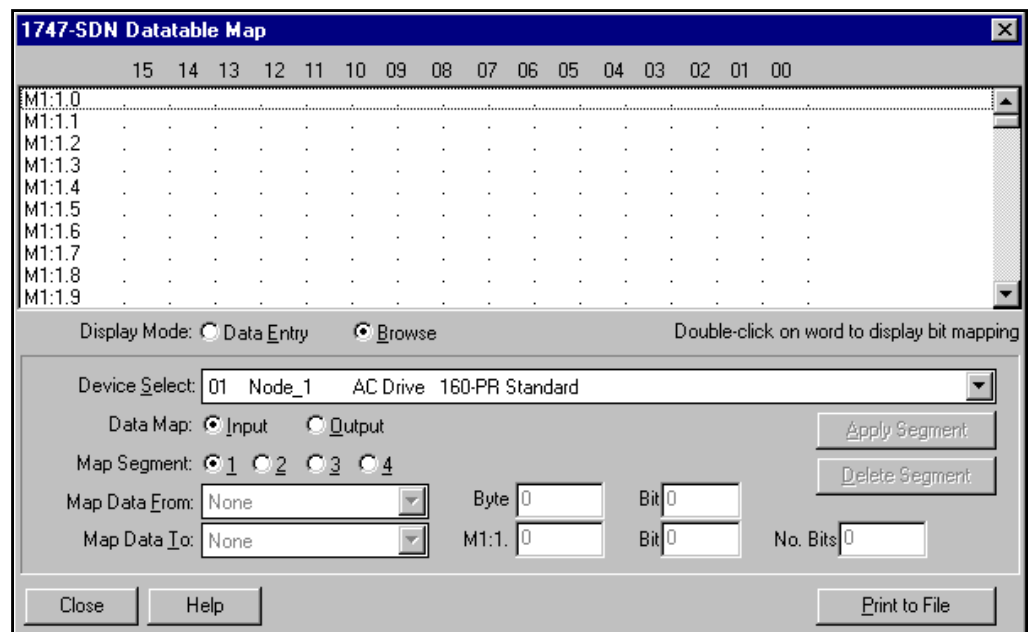 1747-SDN Datatable Map
15 14 13 12 11 10 09 08 07 06 05 04 03 02 01 00
M1:1.0
M1:1.1
M1:1.2
M1:1.3
M1:1.4
M1:1.5
M1:1.6
M1:1.7
M1:1.8
M1:1.9
Display Mode: Data Entry Browse Double-click on word to display bit mapping
Device Select: 01 Node_1 AC Drive 160-PR Standard
Data Map: Input Output Apply Segment
Map Segment: 1 2 3 4 Delete Segment
Map Data From: None Byte 0 Bit 0
Map Data To: None M1:1. 0 Bit 0 No. Bits 0
Close Help Print to File